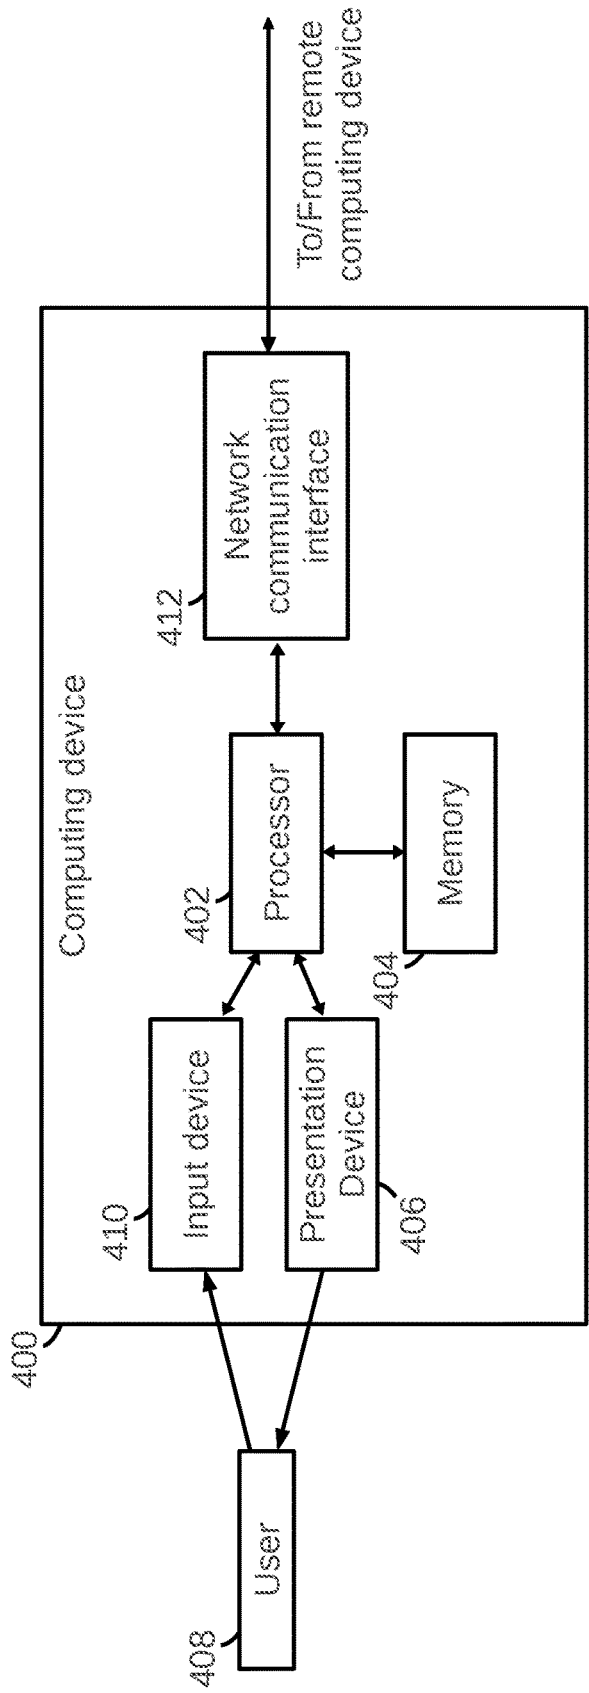 400
Computing device
408
User
410
Input device
Presentation
Device
406
402
Processor
404
Memory
412
Network
communication
interface
To/From remote
computing device